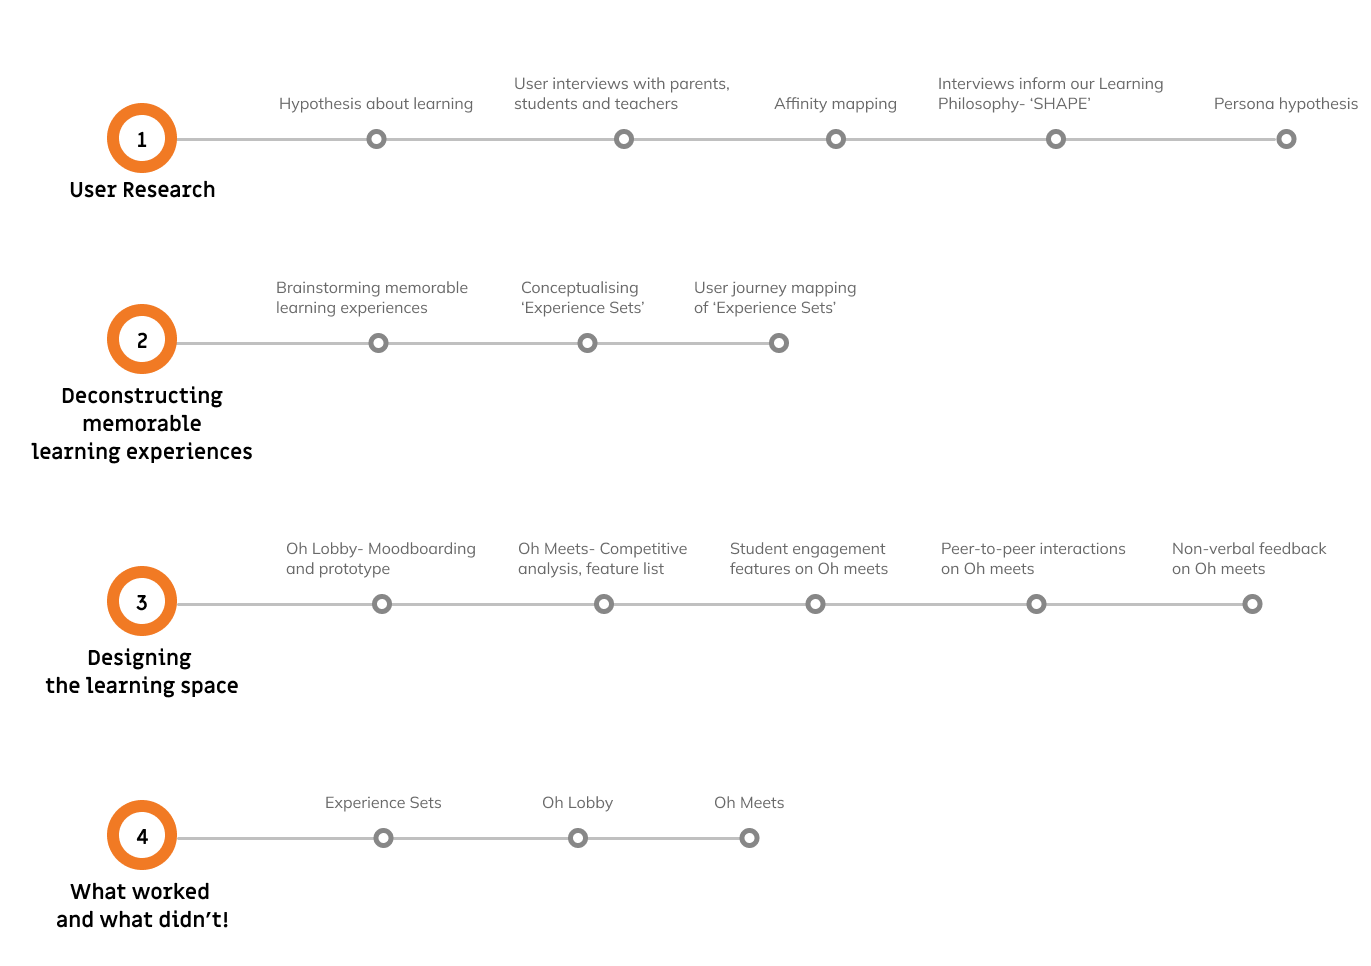 1
User Research
Hypothesis about learning
User interviews with parents,
students and teachers
Affinity mapping
Interviews inform our Learning
Philosophy- ‘SHAPE’
Persona hypothesis
2
Deconstructing
memorable
learning experiences
Brainstorming memorable
learning experiences
Conceptualising
‘Experience Sets’
User journey mapping
of ‘Experience Sets’
3
Designing
the learning space
Oh Lobby- Moodboarding
and prototype
Oh Meets- Competitive
analysis, feature list
Student engagement
features on Oh meets
Peer-to-peer interactions
on Oh meets
Non-verbal feedback
on Oh meets
4
What worked
and what didn’t!
Experience Sets
Oh Lobby
Oh Meets